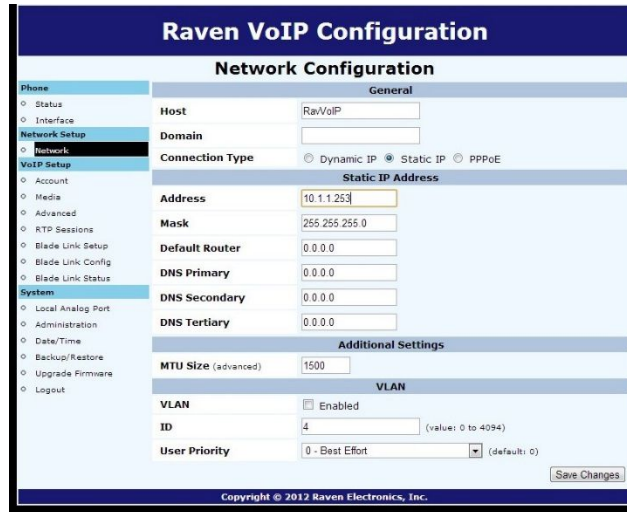 Raven VoIP Configuration
Network Configuration
Phone
Status
Interface
Network Setup
Network
VoIP Setup
Account
Media
Advanced
RTP Sessions
Blade Link Setup
Blade Link Config
Blade Link Status
System
Local Analog Port
Administration
Date/Time
Backup/Restore
Upgrade Firmware
Logout
General
Host RavVoIP
Domain
Connection Type Dynamic IP Static IP PPPoE
Static IP Address
Address 10.1.1.253
Mask 255.255.255.0
Default Router 0.0.0.0
DNS Primary 0.0.0.0
DNS Secondary 0.0.0.0
DNS Tertiary 0.0.0.0
Additional Settings
MTU Size (advanced) 1500
VLAN
VLAN Enabled
ID 4 (value: 0 to 4094)
User Priority 0 - Best Effort (default: 0)
Save Changes
Copyright © 2012 Raven Electronics, Inc.